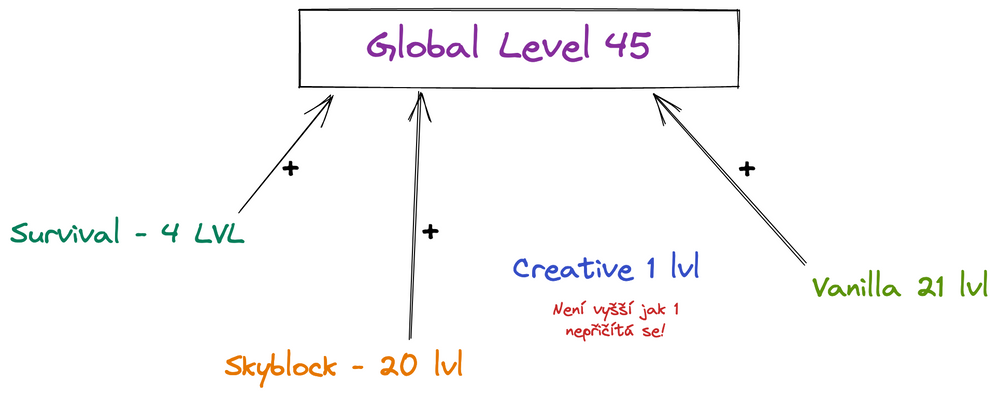 Global Level 45
+
+
+
Survival - 4 LVL
Creative 1 lvl
Vanilla 21 lvl
Není vyšší jak 1
nepřičítá se!
Skyblock - 20 lvl